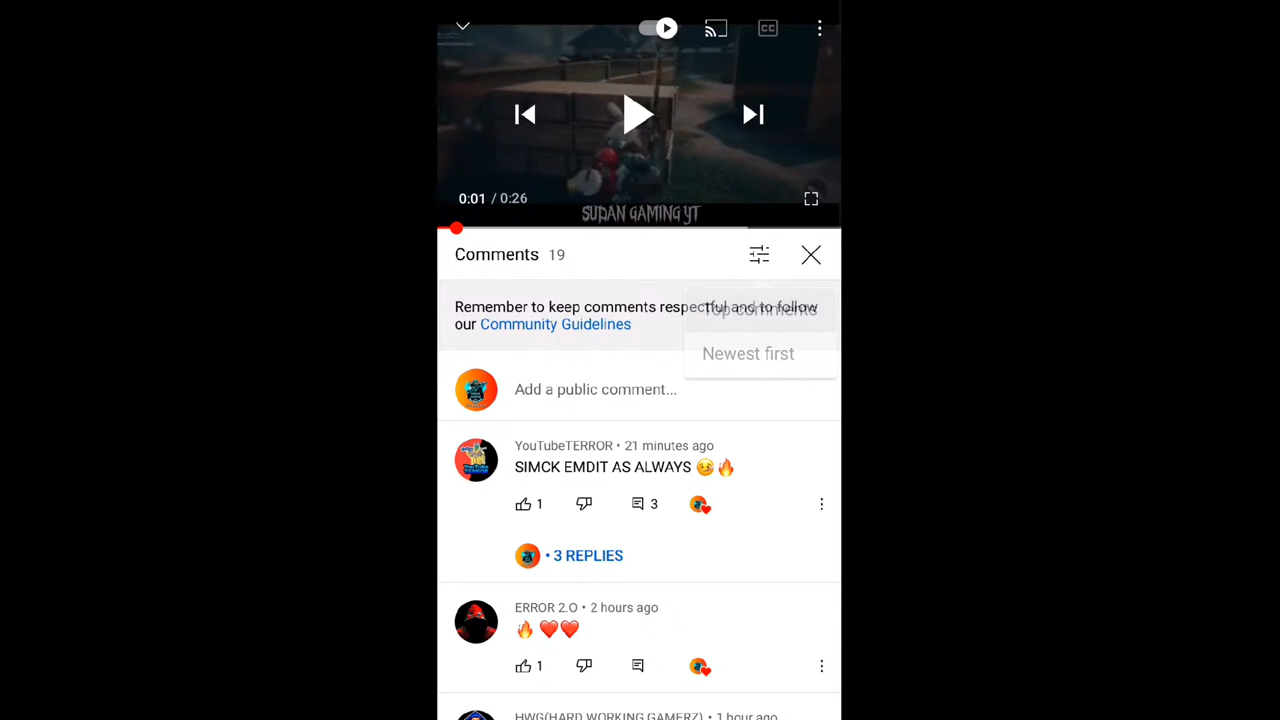 CC
0:01 / 0:26
SUDAN GAMING YT
Comments 19
Remember to keep comments respectful and to follow
our Community Guidelines
Top comments
Newest first
Add a public comment...
YouTubeTERROR • 21 minutes ago
SIMCK EMDIT AS ALWAYS 🥴🔥
1 3
• 3 REPLIES
ERROR 2.O • 2 hours ago
🔥 ❤️❤️
1
HWG(HARD WORKING GAMERZ) • 1 hour ago